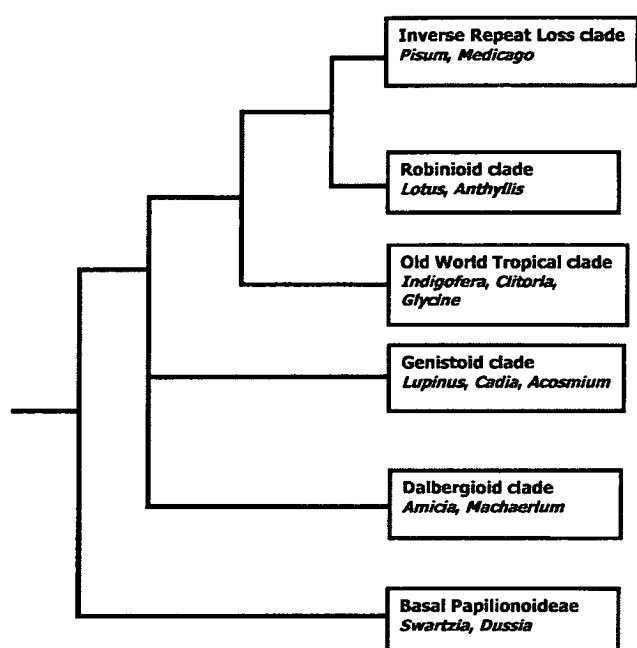 Inverse Repeat Loss clade
Pisum, Medicago
Robinioid clade
Lotus, Anthyllis
Old World Tropical clade
Indigofera, Clitoria,
Glycine
Genistoid clade
Lupinus, Cadia, Acosmium
Dalbergioid clade
Amicia, Machaerium
Basal Papilionoideae
Swartzia, Dussia